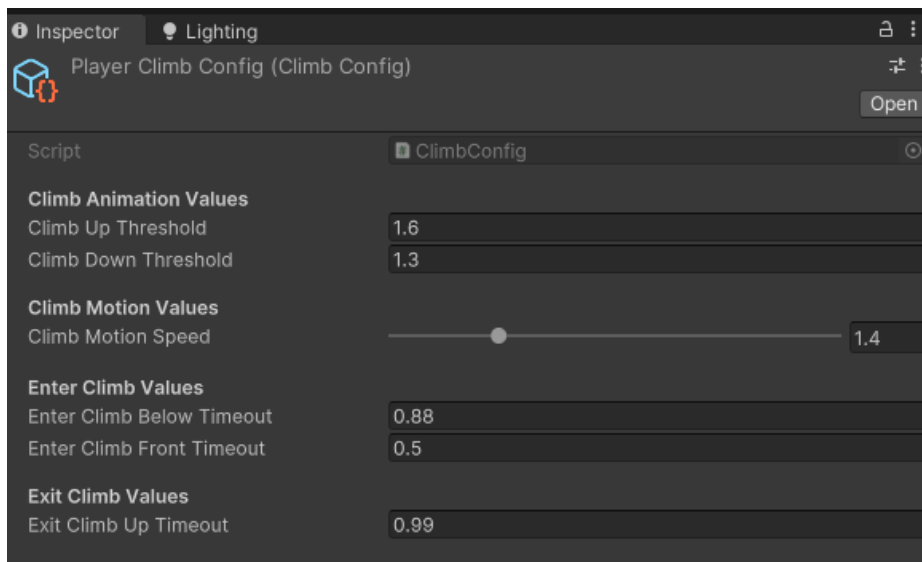 Inspector Lighting
Player Climb Config (Climb Config)
Open
Script ClimbConfig
Climb Animation Values
Climb Up Threshold 1.6
Climb Down Threshold 1.3
Climb Motion Values
Climb Motion Speed 1.4
Enter Climb Values
Enter Climb Below Timeout 0.88
Enter Climb Front Timeout 0.5
Exit Climb Values
Exit Climb Up Timeout 0.99